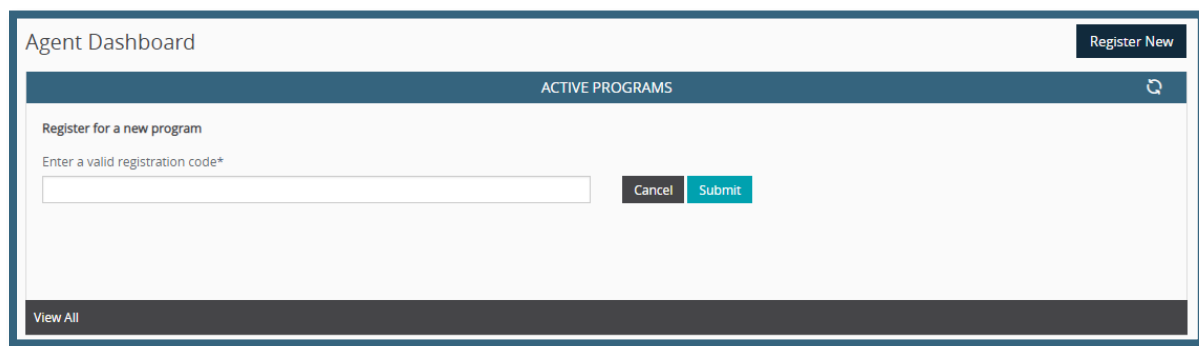 Agent Dashboard
Register New
ACTIVE PROGRAMS
Register for a new program
Enter a valid registration code*
Cancel
Submit
View All